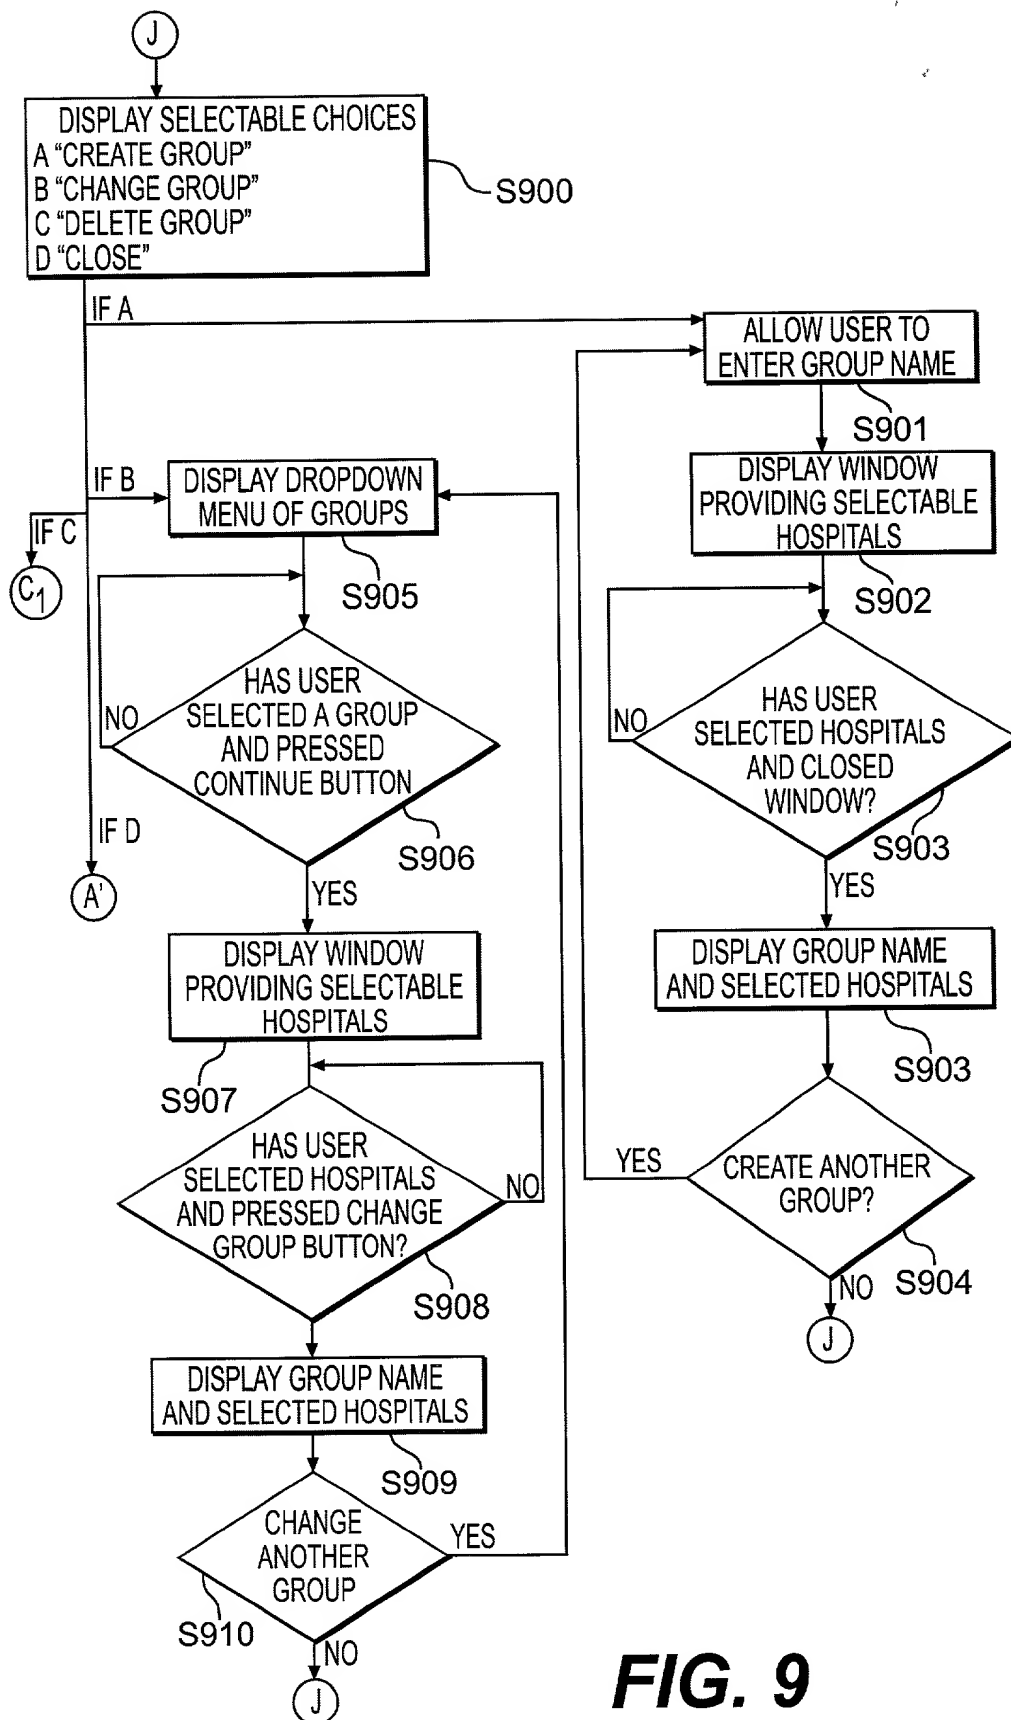 J
DISPLAY SELECTABLE CHOICES
A "CREATE GROUP"
B "CHANGE GROUP"
C "DELETE GROUP"
D "CLOSE"
S900
IF A
ALLOW USER TO
ENTER GROUP NAME
S901
DISPLAY WINDOW
PROVIDING SELECTABLE
HOSPITALS
S902
HAS USER
SELECTED HOSPITALS
AND CLOSED
WINDOW?
NO
S903
YES
DISPLAY GROUP NAME
AND SELECTED HOSPITALS
S903
CREATE ANOTHER
GROUP?
YES
S904
NO
J
IF B
DISPLAY DROPDOWN
MENU OF GROUPS
S905
IF C
C1
HAS USER
SELECTED A GROUP
AND PRESSED
CONTINUE BUTTON
NO
S906
IF D
A'
YES
DISPLAY WINDOW
PROVIDING SELECTABLE
HOSPITALS
S907
HAS USER
SELECTED HOSPITALS
AND PRESSED CHANGE
GROUP BUTTON?
NO
S908
DISPLAY GROUP NAME
AND SELECTED HOSPITALS
S909
CHANGE
ANOTHER
GROUP
YES
S910
NO
J
FIG. 9